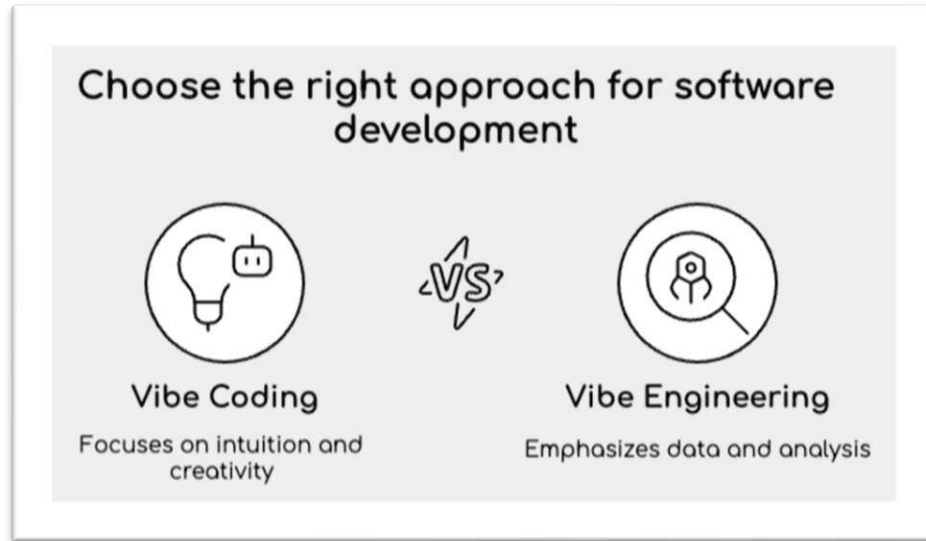 Choose the right approach for software
development
VS
Vibe Coding
Vibe Engineering
Focuses on intuition and
creativity
Emphasizes data and analysis